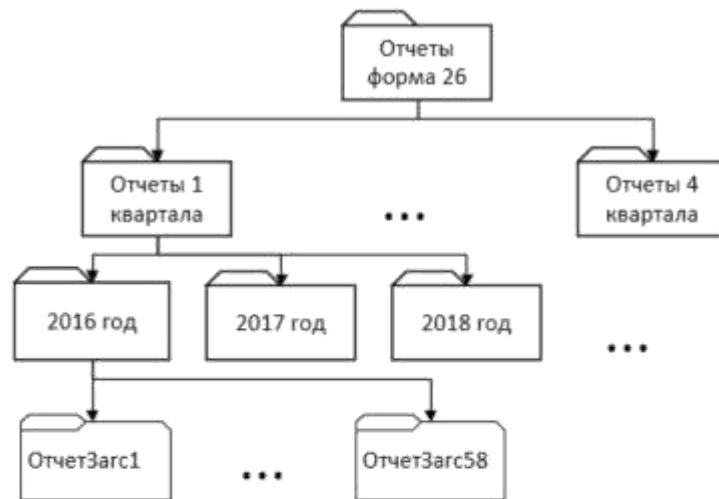 Отчеты
форма 26
Отчеты 1
квартала
...
Отчеты 4
квартала
2016 год
2017 год
2018 год
...
ОтчетЗагс1
...
ОтчетЗагс58